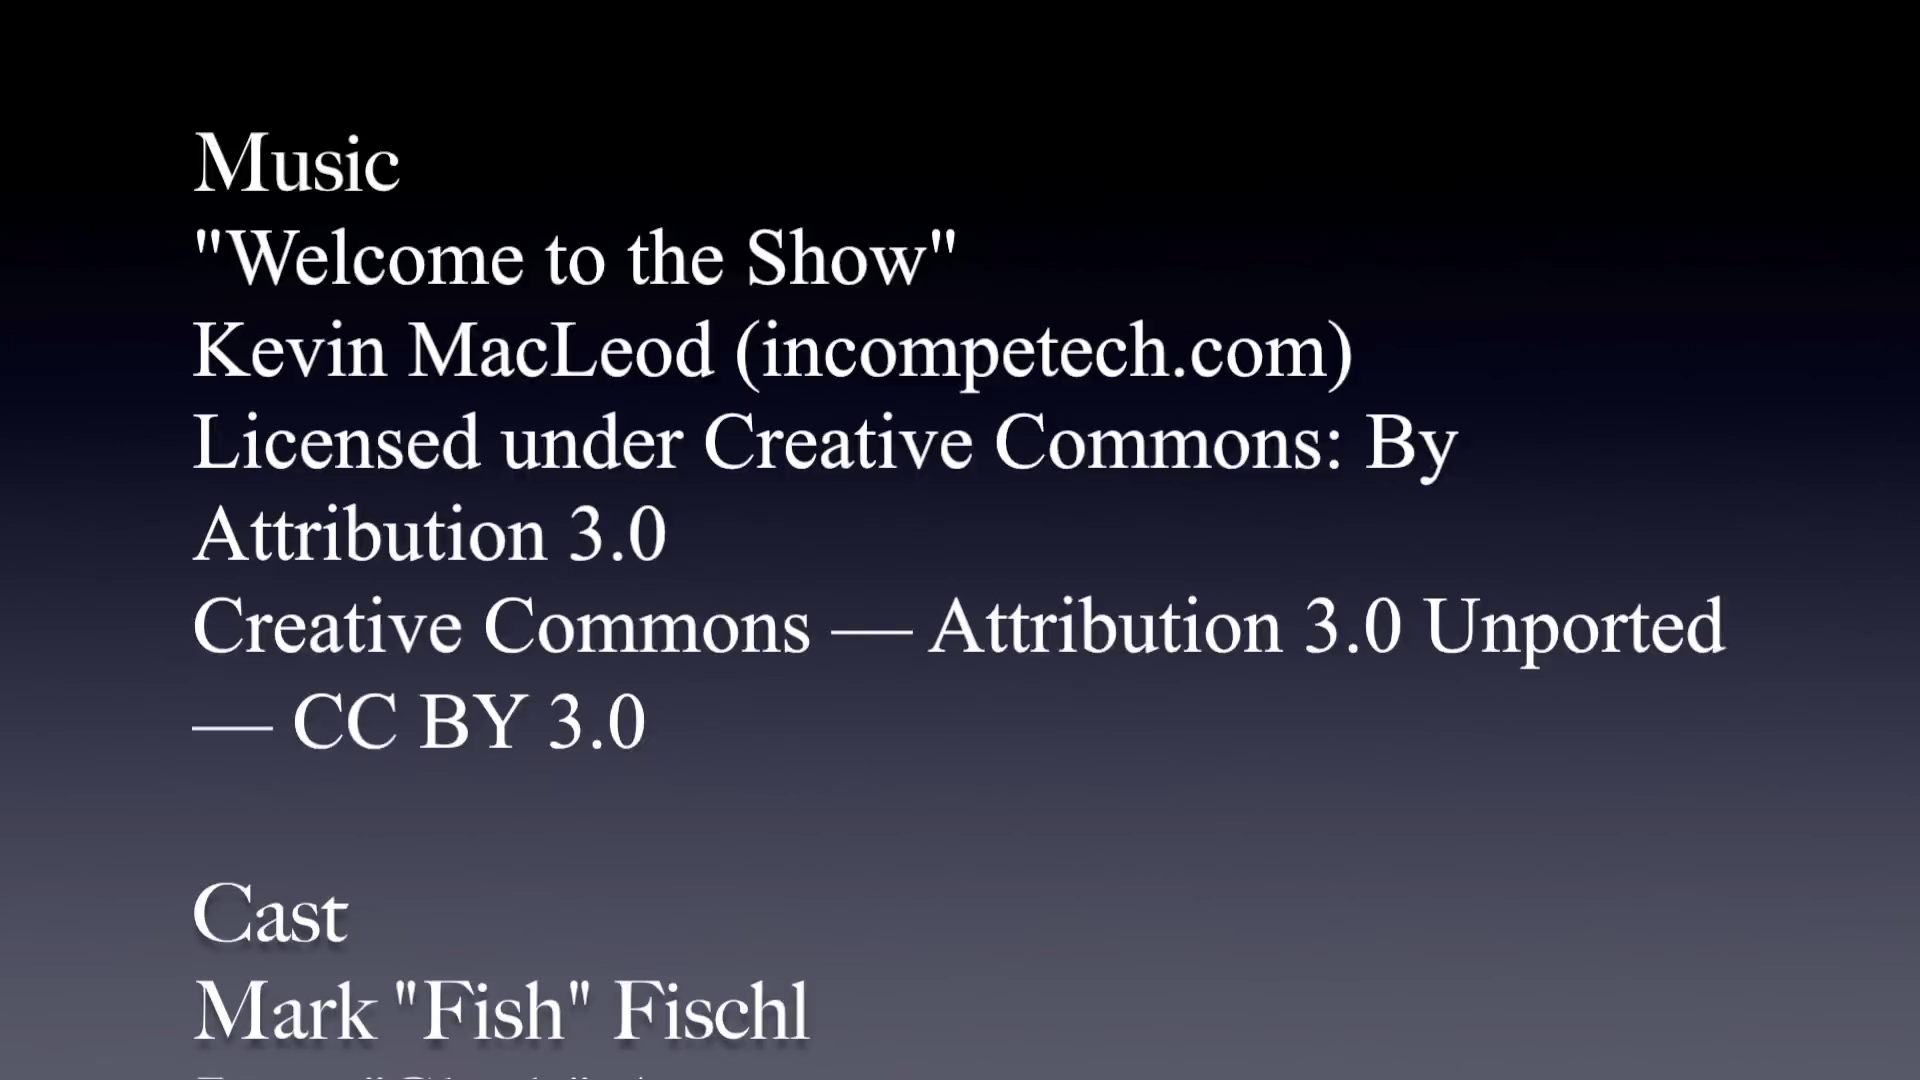 Music
"Welcome to the Show"
Kevin MacLeod (incompetech.com)
Licensed under Creative Commons: By
Attribution 3.0
Creative Commons — Attribution 3.0 Unported
— CC BY 3.0
Cast
Mark "Fish" Fischl